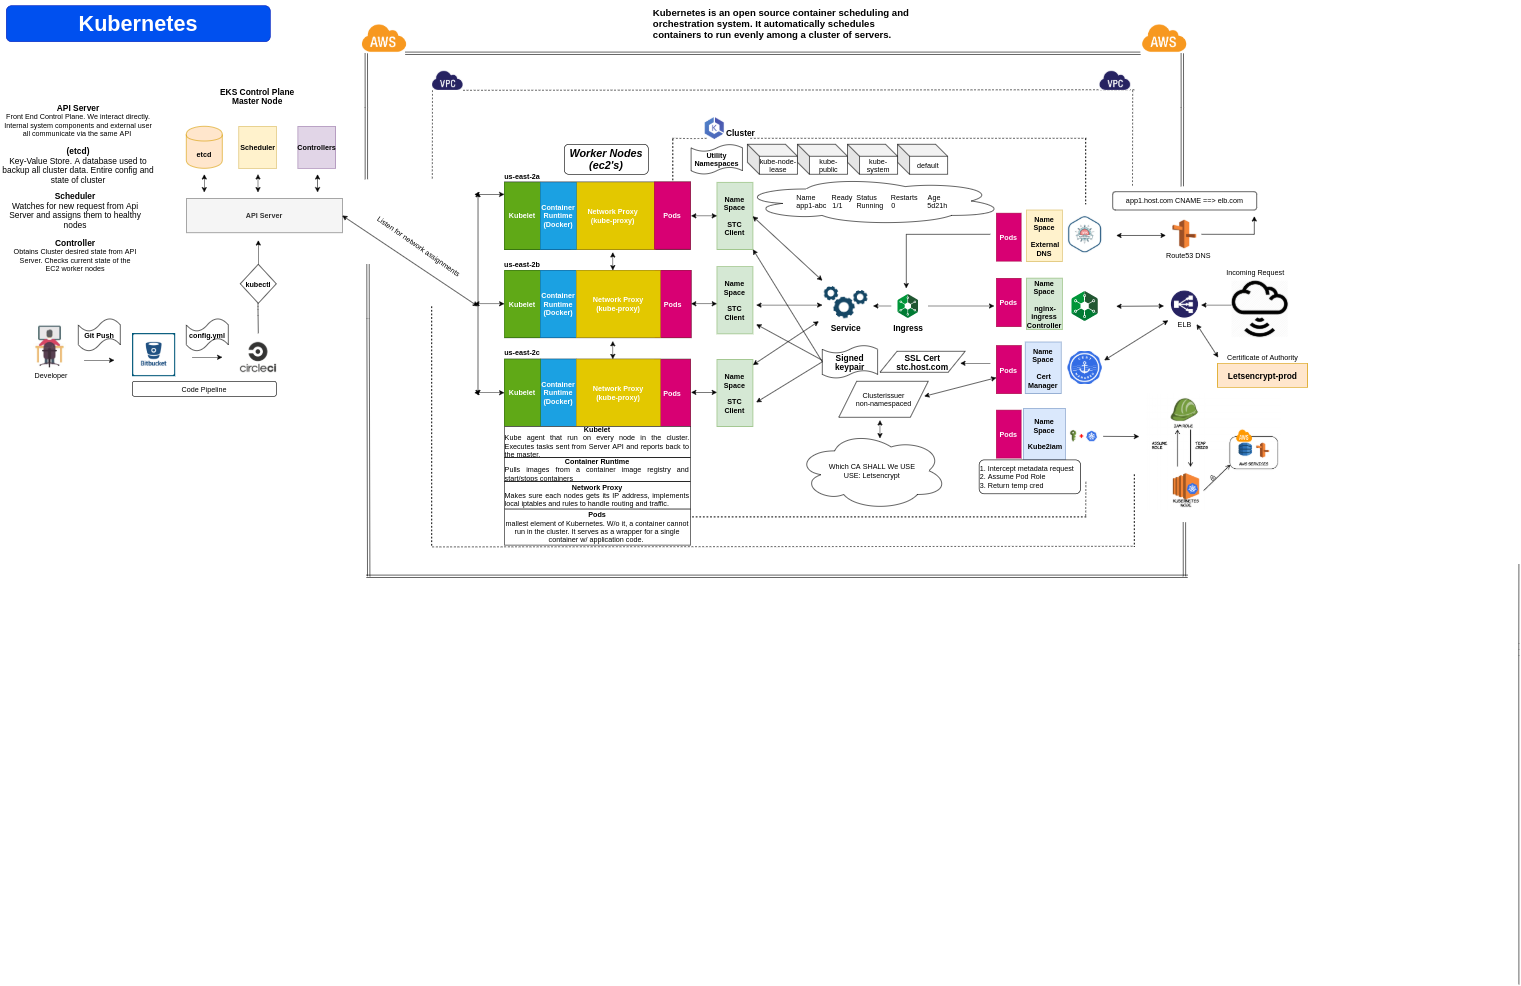 Kubernetes
Kubernetes is an open source container scheduling and
orchestration system. It automatically schedules
containers to run evenly among a cluster of servers.
AWS
AWS
VPC
VPC
EKS Control Plane
Master Node
API Server
Front End Control Plane. We interact directly.
Internal system components and external user
all communicate via the same API
(etcd)
Key-Value Store. A database used to
backup all cluster data. Entire config and
state of cluster
Scheduler
Watches for new request from Api
Server and assigns them to healthy
nodes
Controller
Obtains Cluster desired state from API
Server. Checks current state of the
EC2 worker nodes
etcd
Scheduler
Controllers
API Server
kubectl
Listen for network assignments
Developer
Git Push
Bitbucket
config.yml
circleci
Code Pipeline
Worker Nodes
(ec2's)
Cluster
Utility
Namespaces
kube-node-
lease
kube-
public
kube-
system
default
us-east-2a
Kubelet
Container
Runtime
(Docker)
Network Proxy
(kube-proxy)
Pods
Name
Space
STC
Client
us-east-2b
Kubelet
Container
Runtime
(Docker)
Network Proxy
(kube-proxy)
Pods
Name
Space
STC
Client
us-east-2c
Kubelet
Container
Runtime
(Docker)
Network Proxy
(kube-proxy)
Pods
Name
Space
STC
Client
Kubelet
Kube agent that run on every node in the cluster.
Executes tasks sent from Server API and reports back to
the master.
Container Runtime
Pulls images from a container image registry and
start/stops containers
Network Proxy
Makes sure each nodes gets its IP address, implements
local iptables and rules to handle routing and traffic.
Pods
mallest element of Kubernetes. W/o it, a container cannot
run in the cluster. It serves as a wrapper for a single
container w/ application code.
Name Ready Status Restarts Age
app1-abc 1/1 Running 0 5d21h
Service
Ingress
Signed
keypair
SSL Cert
stc.host.com
Clusterissuer
non-namespaced
Which CA SHALL We USE
USE: Letsencrypt
Pods
Name
Space
External
DNS
Pods
Name
Space
nginx-
ingress
Controller
Pods
Name
Space
Cert
Manager
Pods
Name
Space
Kube2iam
1. Intercept metadata request
2. Assume Pod Role
3. Return temp cred
app1.host.com CNAME ==> elb.com
Route53 DNS
Incoming Request
ELB
Certificate of Authority
Letsencrypt-prod
IAM ROLE
ASSUME
ROLE
TEMP
CREDS
AWS
AWS SERVICES
KUBERNETES
NODE